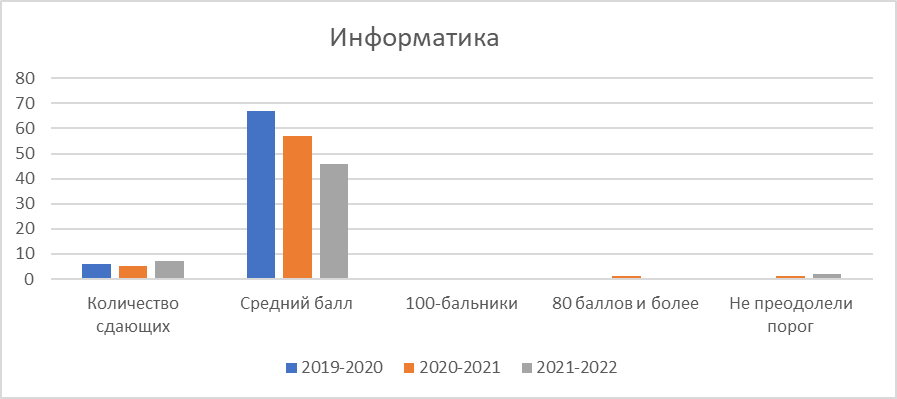 Информатика
80
70
60
50
40
30
20
10
0
Количество сдающих
Средний балл
100-бальники
80 баллов и более
Не преодолели порог
2019-2020
2020-2021
2021-2022